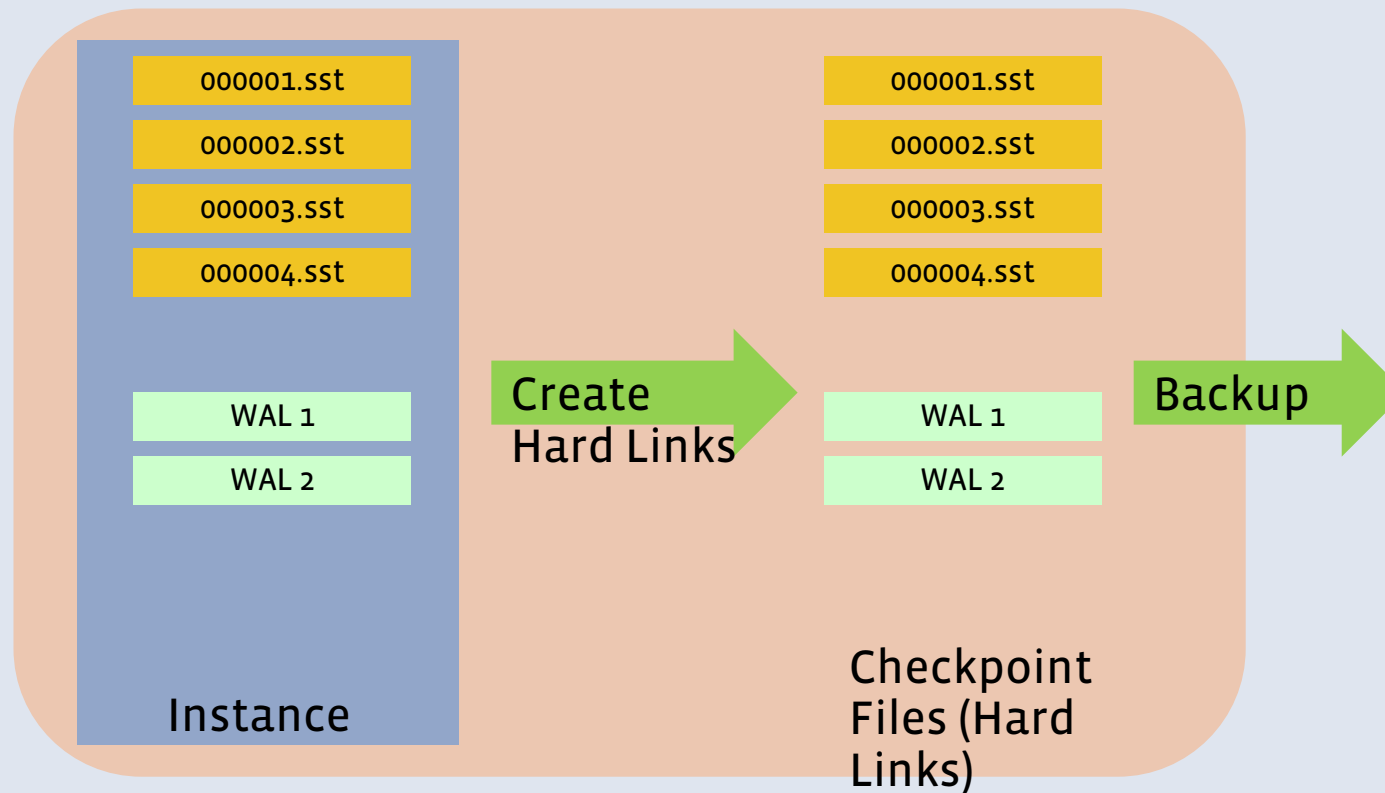 000001.sst
000002.sst
000003.sst
000004.sst
WAL 1
WAL 2
Instance
Create
Hard Links
000001.sst
000002.sst
000003.sst
000004.sst
WAL 1
WAL 2
Checkpoint
Files (Hard
Links)
Backup